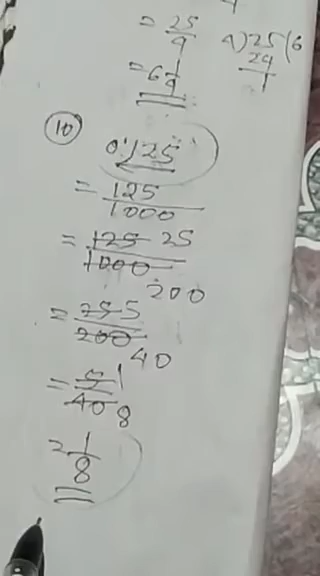 = 25/4 4)25(6
24
1
= 6 1/4
10
0.125
= 125/1000
= 125 25/1000 200
= 25 5/200 40
= 5 1/40 8
= 1/8